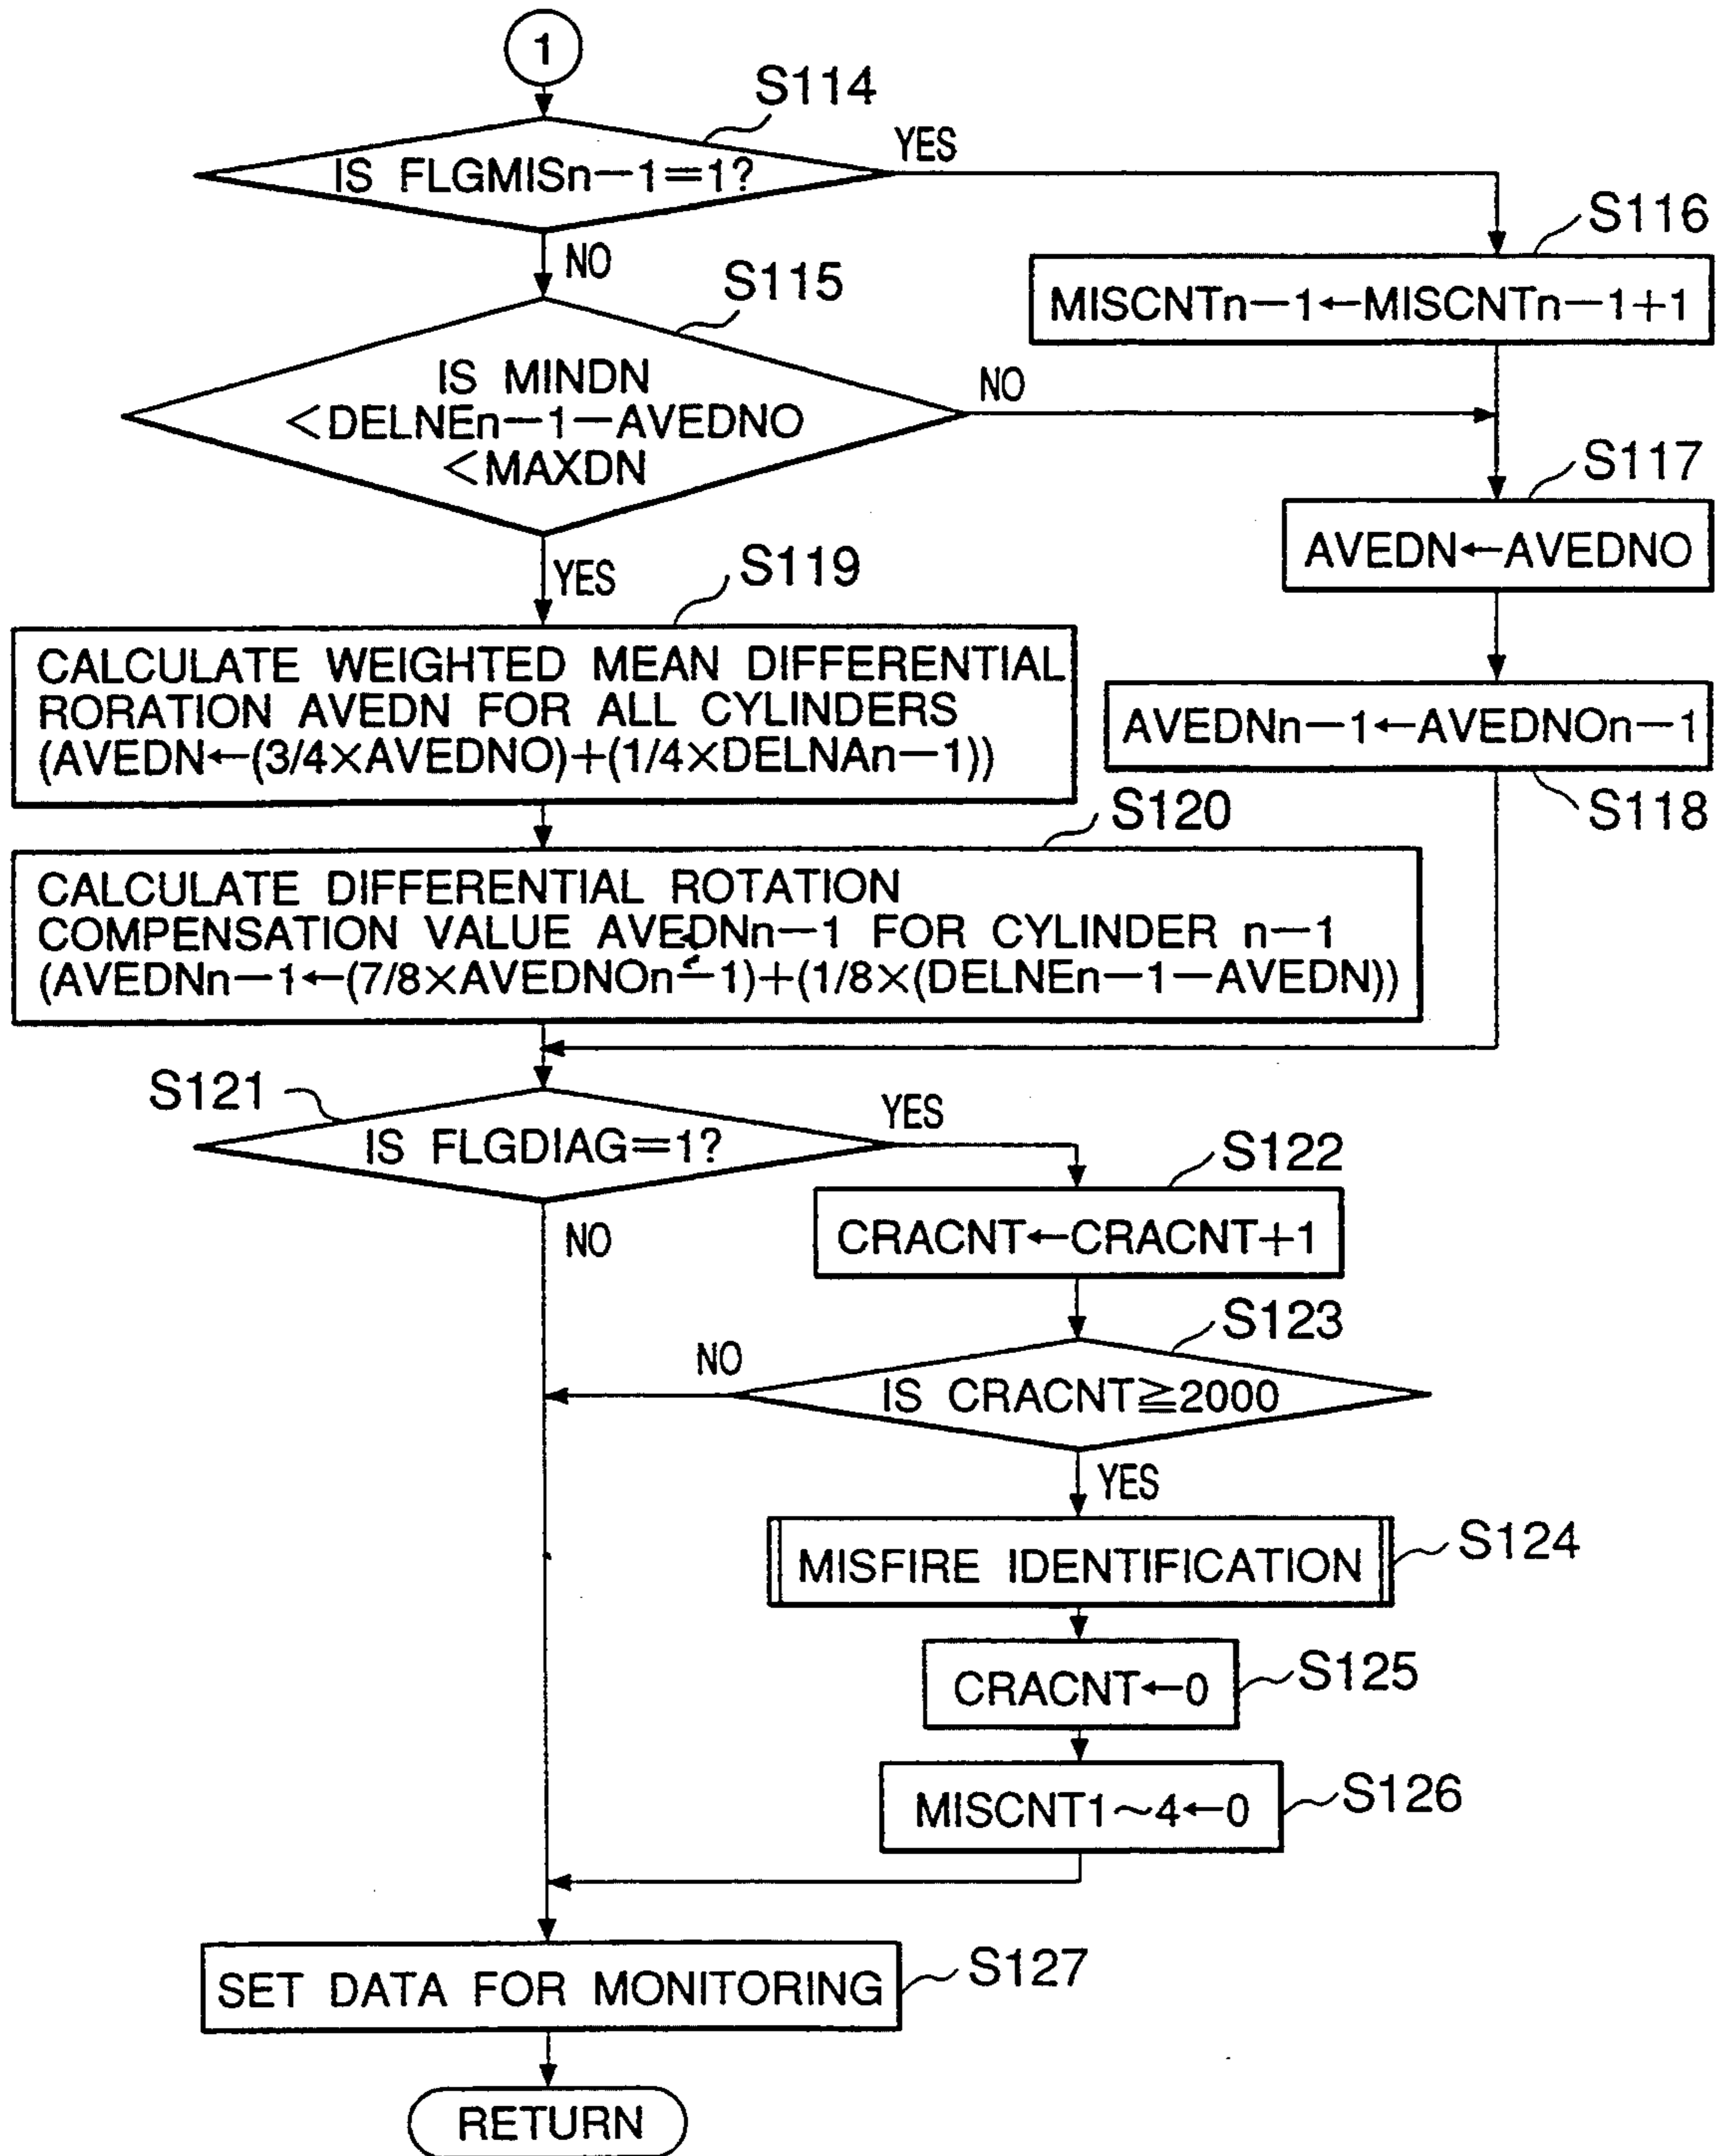 1
S114
IS FLGMISn−1=1?
YES
NO
S116
MISCNTn−1←MISCNTn−1+1
S115
IS MINDN
<DELNEn−1−AVEDNO
<MAXDN
NO
YES
S117
AVEDN←AVEDNO
S119
CALCULATE WEIGHTED MEAN DIFFERENTIAL
RORATION AVEDN FOR ALL CYLINDERS
(AVEDN←(3/4×AVEDNO)+(1/4×DELNAn−1))
AVEDNn−1←AVEDNOn−1
S118
S120
CALCULATE DIFFERENTIAL ROTATION
COMPENSATION VALUE AVEDNn−1 FOR CYLINDER n−1
(AVEDNn−1←(7/8×AVEDNOn−1)+(1/8×(DELNEn−1−AVEDN))
S121
IS FLGDIAG=1?
YES
NO
S122
CRACNT←CRACNT+1
S123
IS CRACNT≧2000
NO
YES
MISFIRE IDENTIFICATION
S124
CRACNT←0
S125
MISCNT1~4←0
S126
SET DATA FOR MONITORING
S127
RETURN